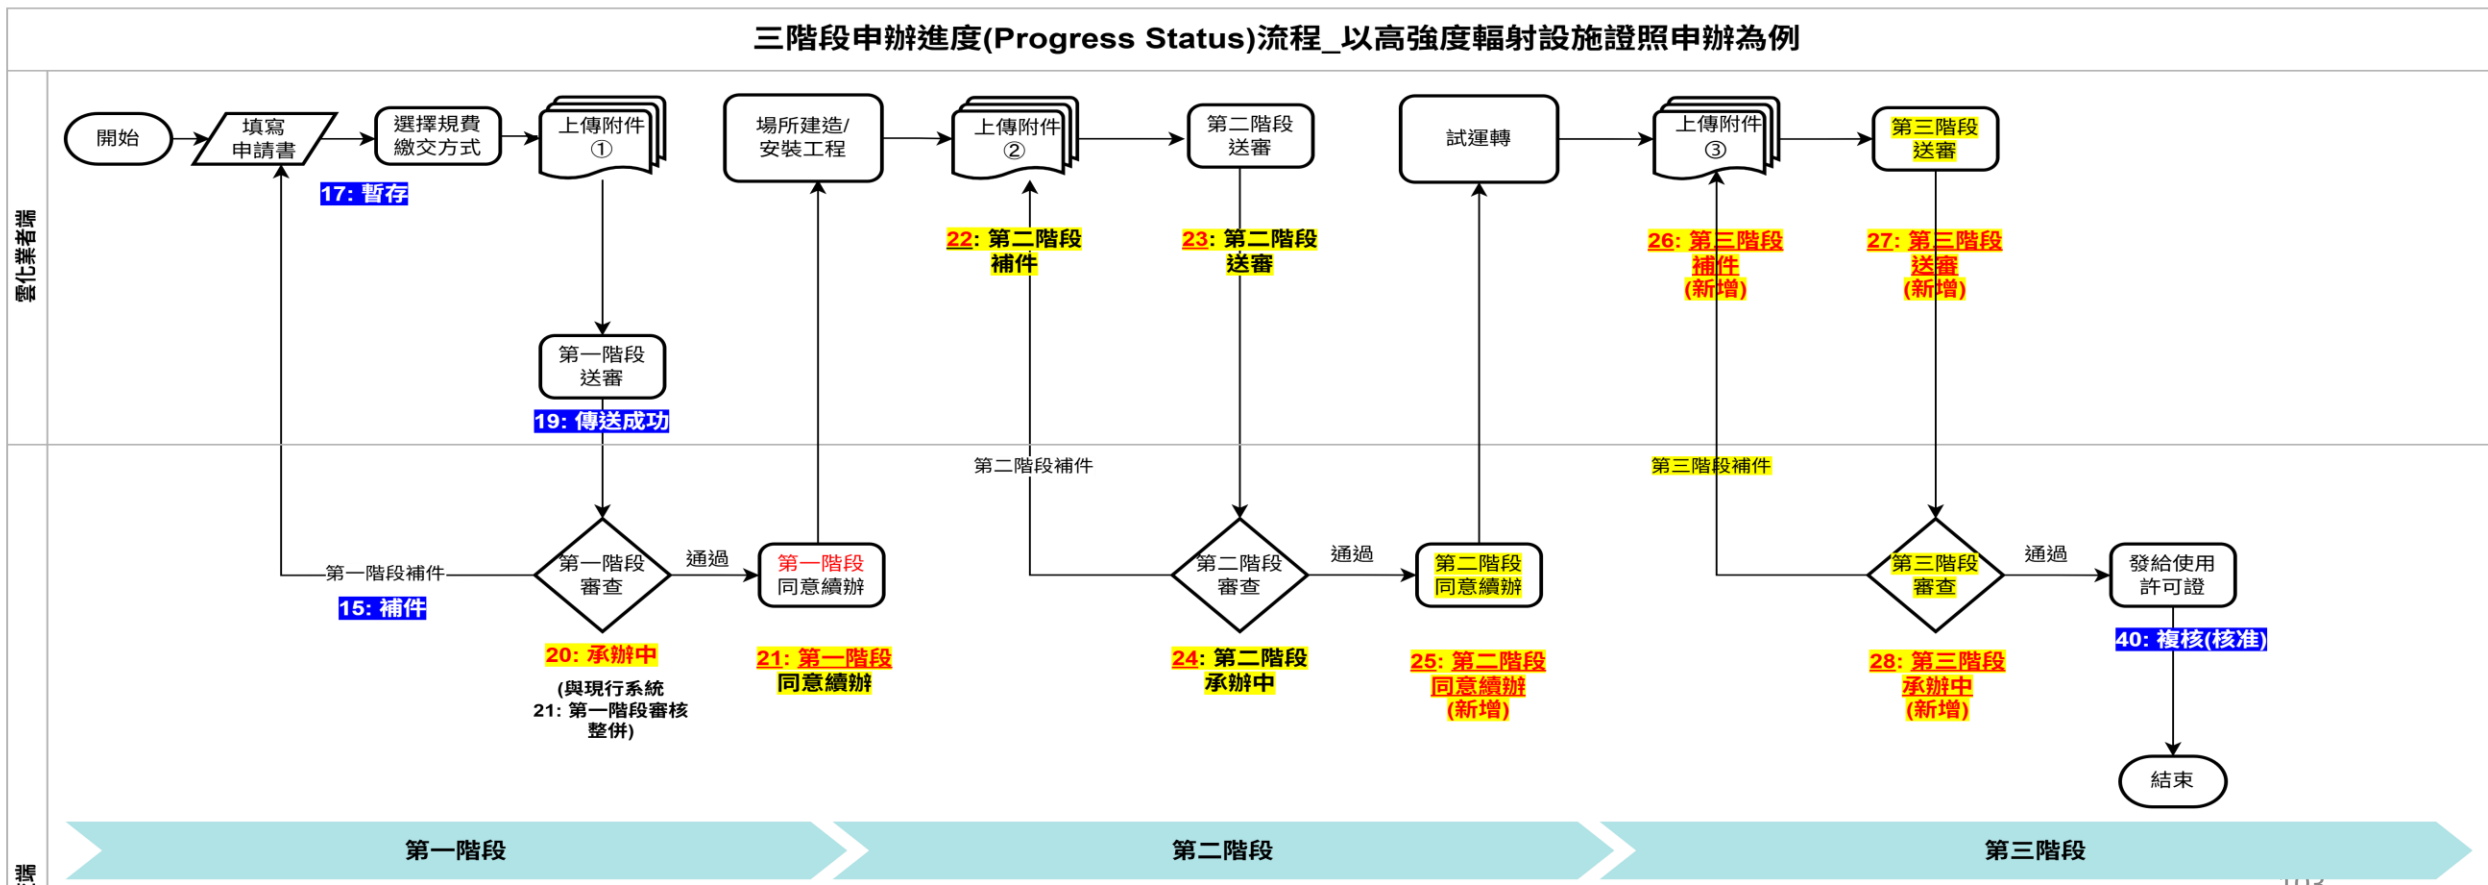 三階段申辦進度(Progress Status)流程_以高強度輻射設施證照申辦為例
雲化業者端
開始
填寫
申請書
選擇規費
繳交方式
上傳附件
①
場所建造/
安裝工程
上傳附件
②
第二階段
送審
試運轉
上傳附件
③
第三階段
送審
17: 暫存
22: 第二階段
補件
23: 第二階段
送審
26: 第三階段
補件
(新增)
27: 第三階段
送審
(新增)
第一階段
送審
19: 傳送成功
第二階段補件
第三階段補件
第一階段補件
15: 補件
第一階段
審查
通過
第一階段
同意續辦
第二階段
審查
通過
第二階段
同意續辦
第三階段
審查
通過
發給使用
許可證
20: 承辦中
(與現行系統
21: 第一階段審核
整併)
21: 第一階段
同意續辦
24: 第二階段
承辦中
25: 第二階段
同意續辦
(新增)
28: 第三階段
承辦中
(新增)
40: 複核(核准)
結束
第一階段
第二階段
第三階段
端